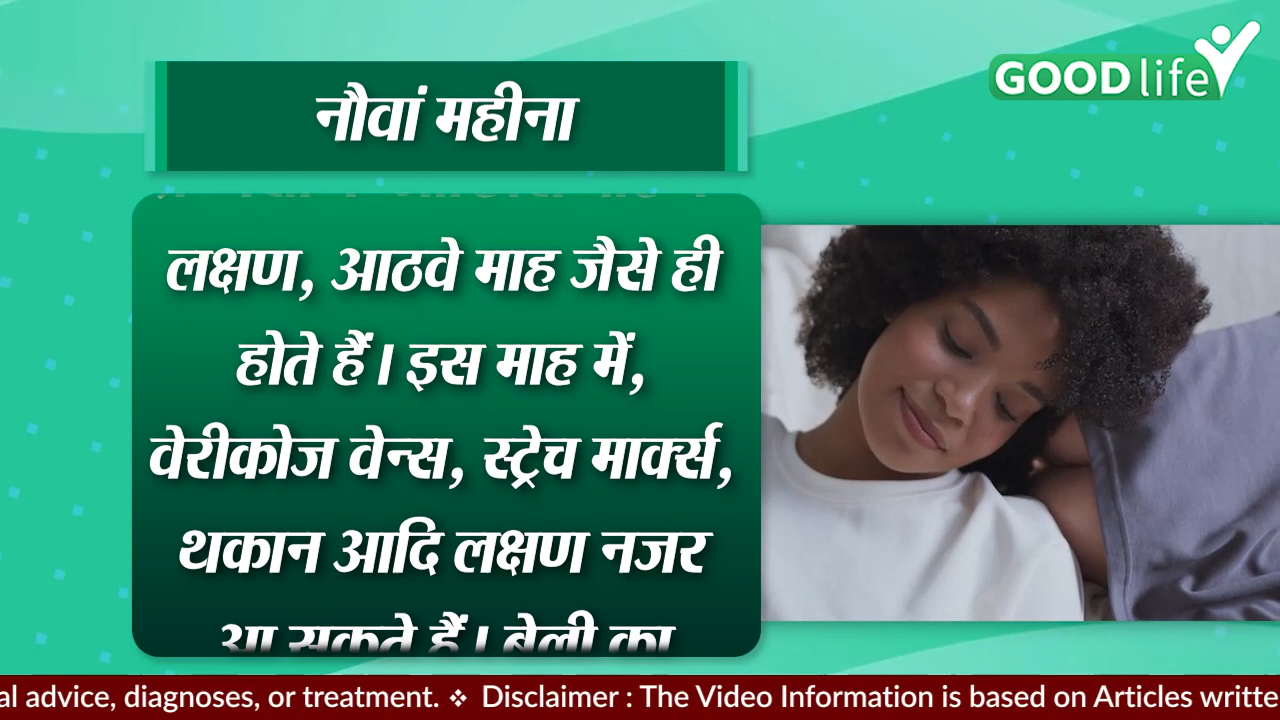 GOOD life
नौवां महीना
लक्षण, आठवे माह जैसे ही
होते हैं। इस माह में,
वेरीकोज वेन्स, स्ट्रेच मार्क्स,
थकान आदि लक्षण नजर
आ सकते हैं। बेली का
al advice, diagnoses, or treatment. ❖ Disclaimer : The Video Information is based on Articles writte